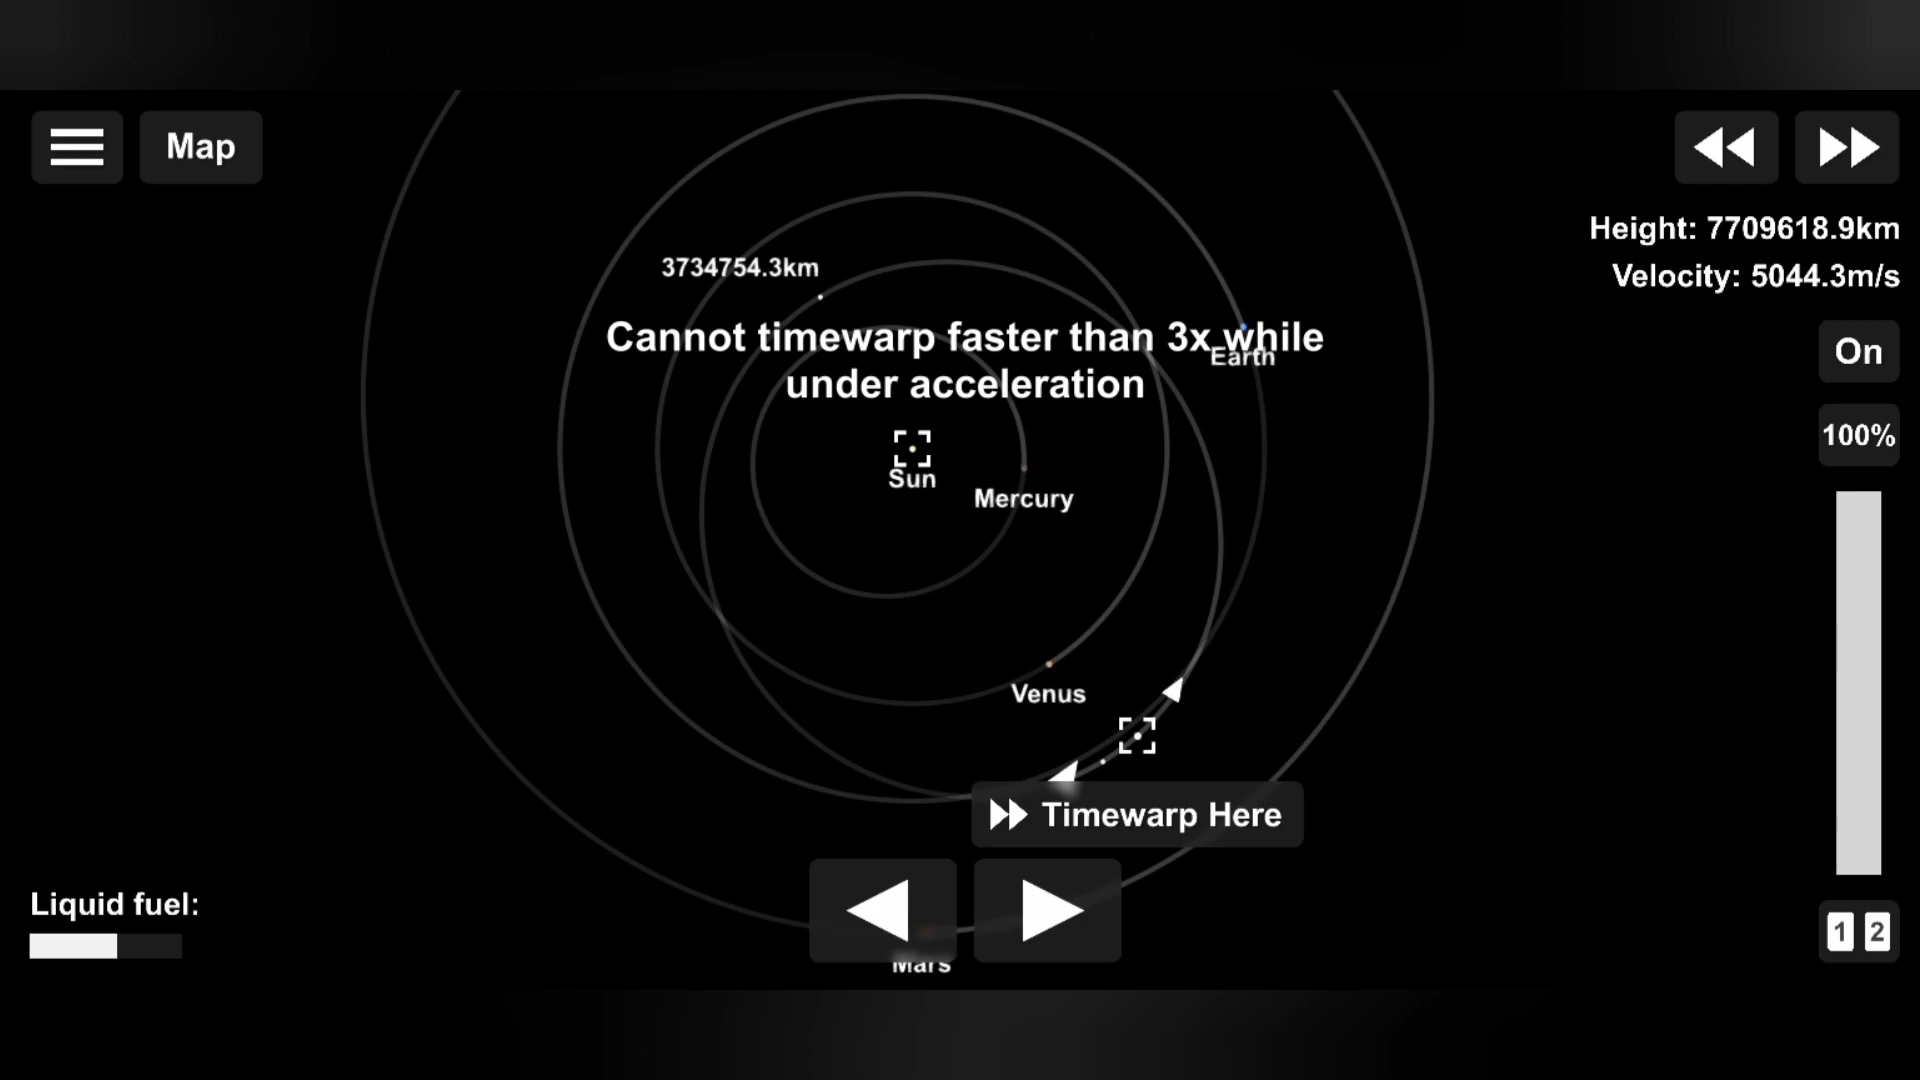 Map
Height: 7709618.9km
Velocity: 5044.3m/s
3734754.3km
Cannot timewarp faster than 3x while
under acceleration
Earth
On
100%
Sun
Mercury
Venus
Timewarp Here
Liquid fuel:
Mars
1 2